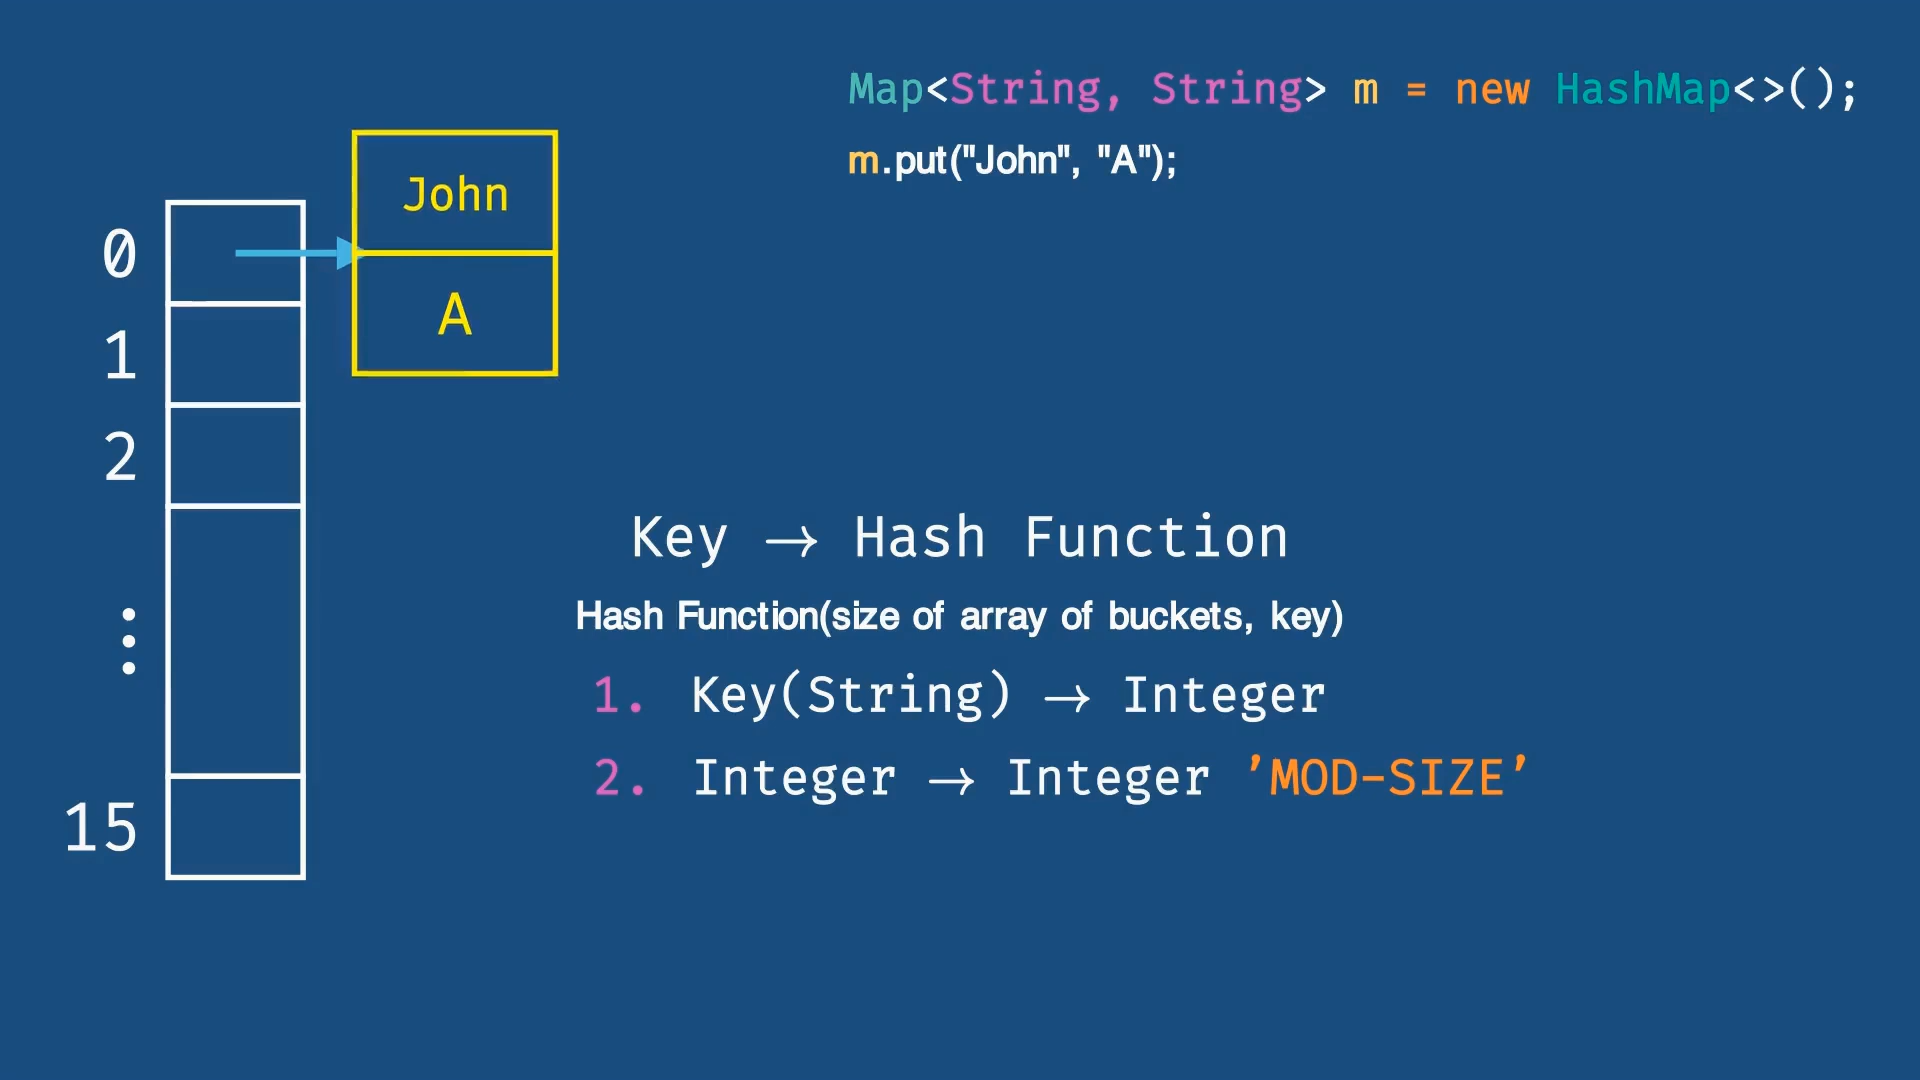 Map<String, String> m = new HashMap<>();
m.put("John", "A");
John
A
0
1
2
15
Key → Hash Function
Hash Function(size of array of buckets, key)
1. Key(String) → Integer
2. Integer → Integer ’MOD-SIZE’